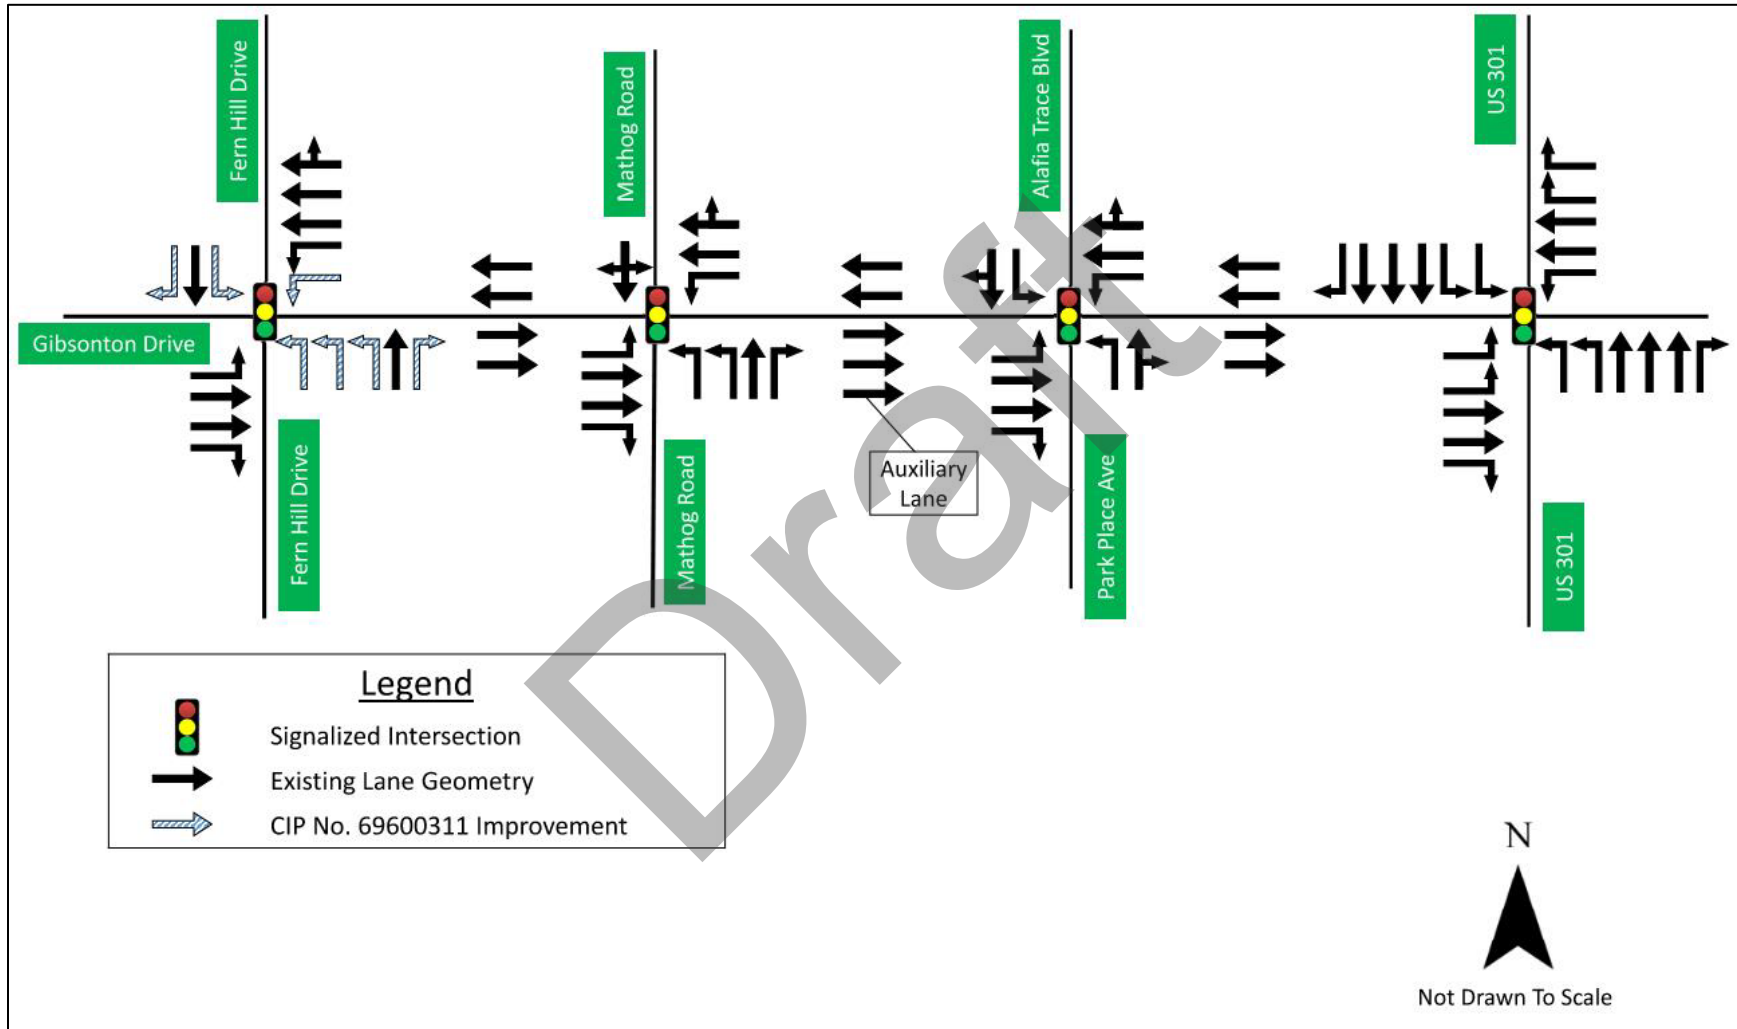 Fern Hill Drive
Mathog Road
Alafia Trace Blvd
US 301
Gibsonton Drive
Auxiliary
Lane
Fern Hill Drive
Mathog Road
Park Place Ave
US 301
Draft
Legend
Signalized Intersection
Existing Lane Geometry
CIP No. 69600311 Improvement
N
Not Drawn To Scale